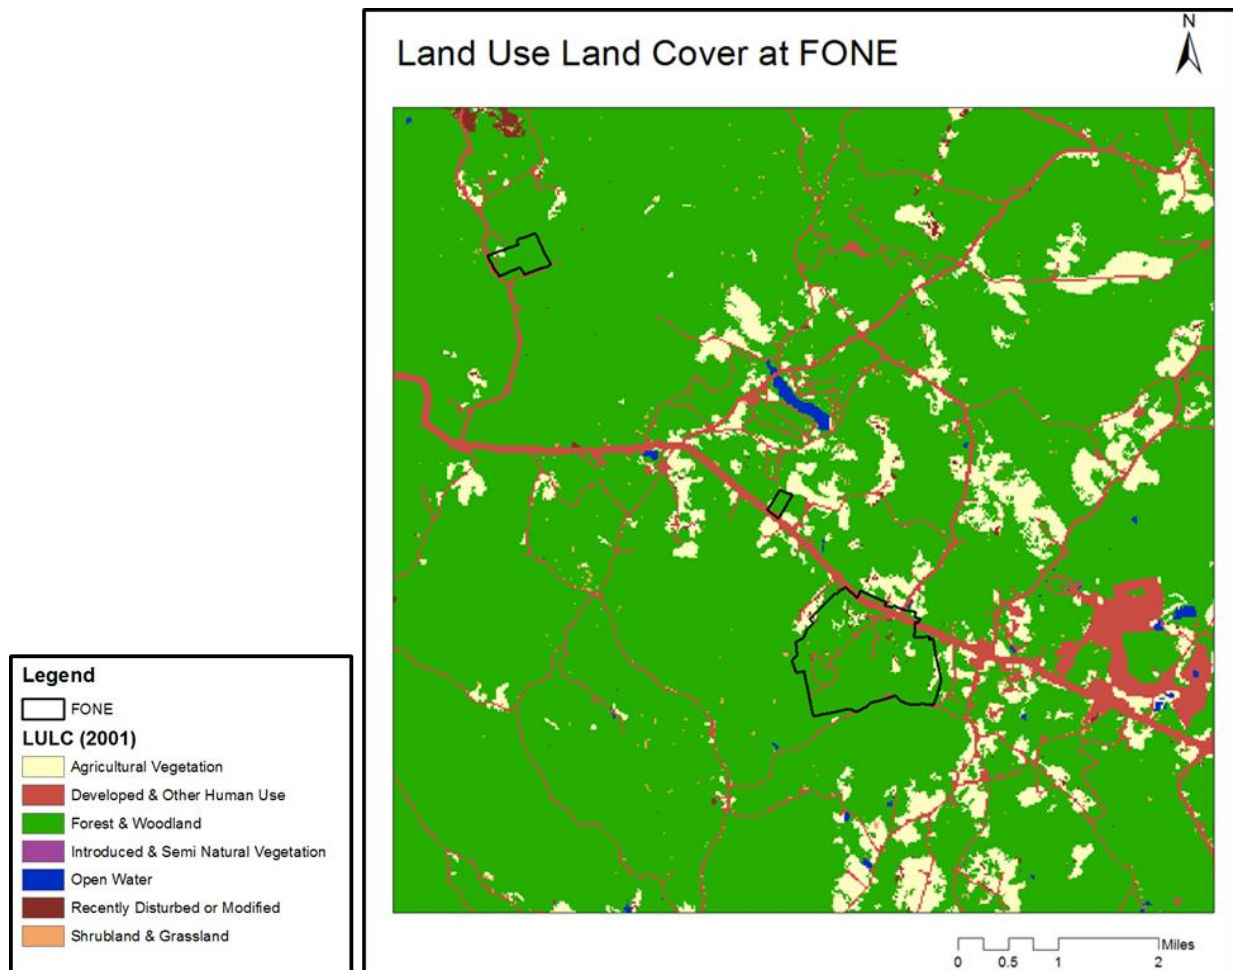 Land Use Land Cover at FONE
N
Legend
FONE
LULC (2001)
Agricultural Vegetation
Developed & Other Human Use
Forest & Woodland
Introduced & Semi Natural Vegetation
Open Water
Recently Disturbed or Modified
Shrubland & Grassland
Miles
0 0.5 1 2